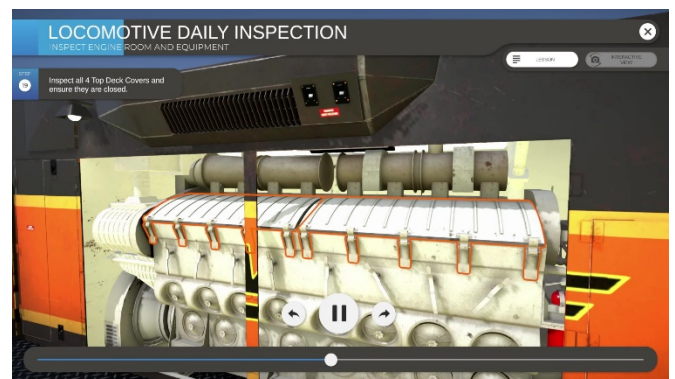 LOCOMOTIVE DAILY INSPECTION
INSPECT ENGINE ROOM AND EQUIPMENT
STEP
19
Inspect all 4 Top Deck Covers and
ensure they are closed.
LESSON
INTERACTIVE
VIEW